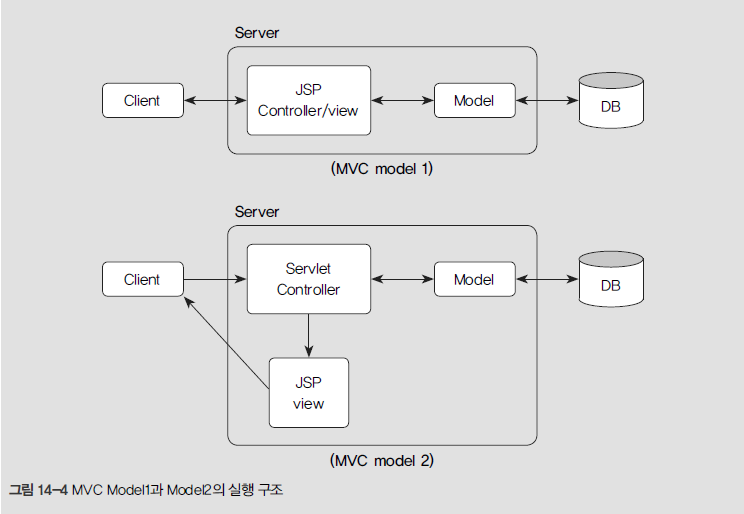 Server
Client
JSP
Controller/view
Model
DB
(MVC model 1)
Server
Client
Servlet
Controller
Model
DB
JSP
view
(MVC model 2)
그림 14-4 MVC Model1과 Model2의 실행 구조